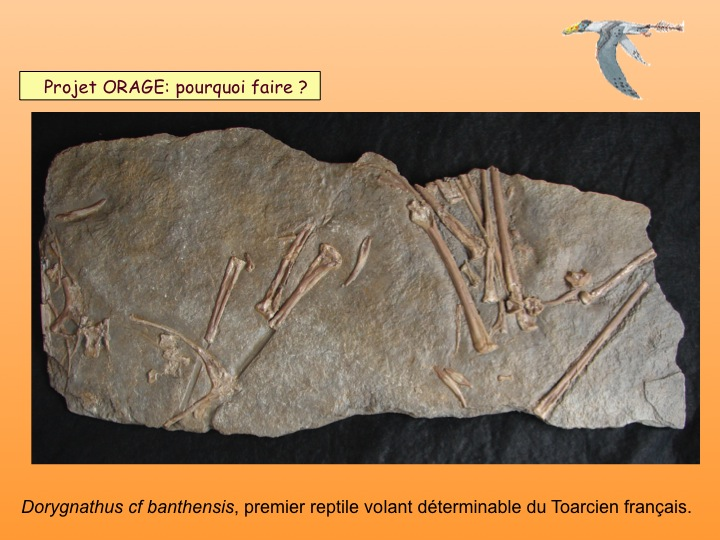 Projet ORAGE: pourquoi faire ?
Dorygnathus cf banthensis, premier reptile volant déterminable du Toarcien français.